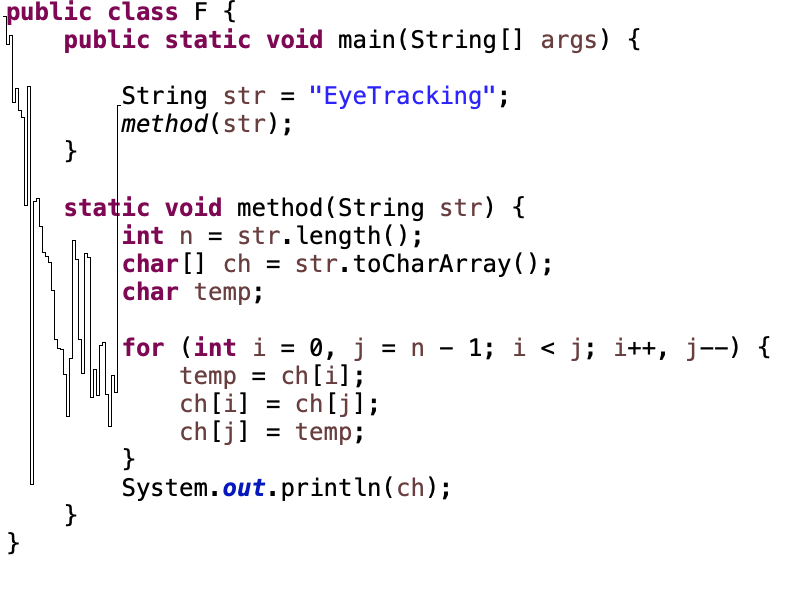 public class F {
    public static void main(String[] args) {
        String str = "EyeTracking";
        method(str);
    }
    static void method(String str) {
        int n = str.length();
        char[] ch = str.toCharArray();
        char temp;
        for (int i = 0, j = n - 1; i < j; i++, j--) {
            temp = ch[i];
            ch[i] = ch[j];
            ch[j] = temp;
        }
        System.out.println(ch);
    }
}